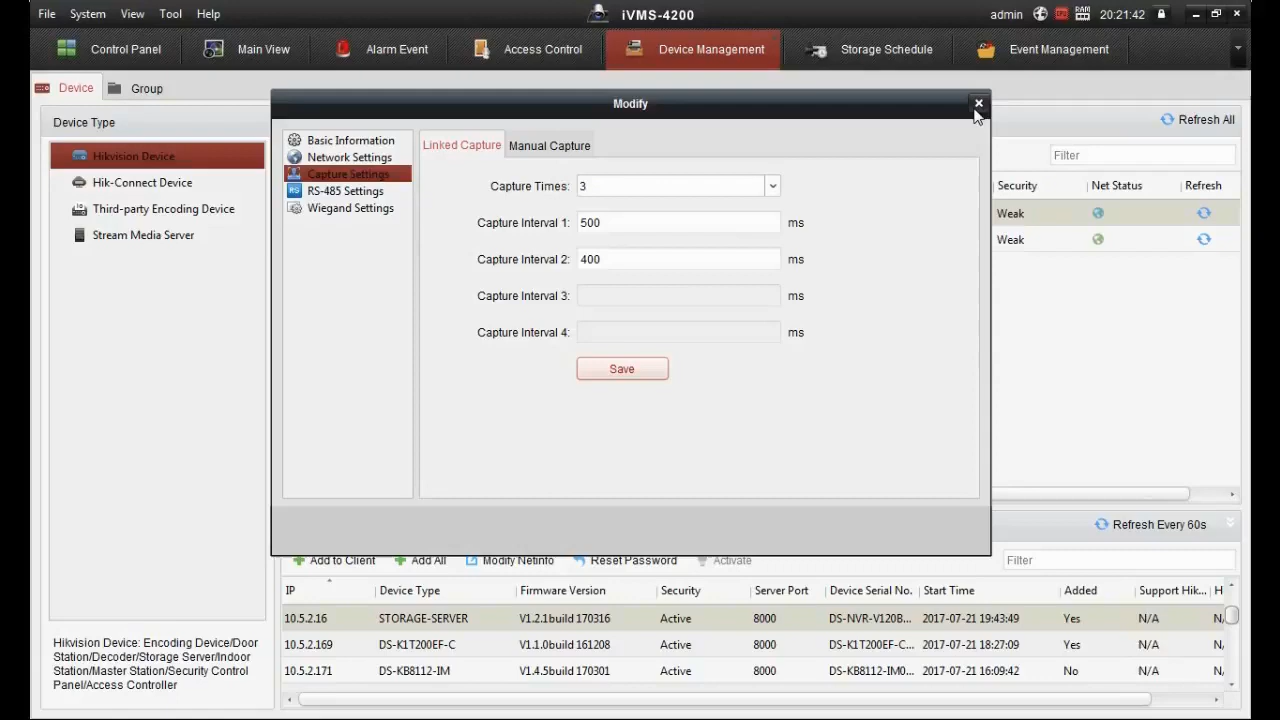 File System View Tool Help
iVMS-4200
admin 20:21:42
Control Panel Main View Alarm Event Access Control Device Management Storage Schedule Event Management
Device Group
Device Type
Hikvision Device
Hik-Connect Device
Third-party Encoding Device
Stream Media Server
Hikvision Device: Encoding Device/Door
Station/Decoder/Storage Server/Indoor
Station/Master Station/Security Control
Panel/Access Controller
Modify
Basic Information
Network Settings
Capture Settings
RS RS-485 Settings
Wiegand Settings
Linked Capture Manual Capture
Capture Times: 3
Capture Interval 1: 500 ms
Capture Interval 2: 400 ms
Capture Interval 3: ms
Capture Interval 4: ms
Save
Refresh All
Filter
Security Net Status Refresh
Weak
Weak
Refresh Every 60s
Add to Client Add All Modify Netinfo Reset Password Activate Filter
IP Device Type Firmware Version Security Server Port Device Serial No. Start Time Added Support Hik... H
10.5.2.16 STORAGE-SERVER V1.2.1build 170316 Active 8000 DS-NVR-V120B... 2017-07-21 19:43:49 Yes N/A N/
10.5.2.169 DS-K1T200EF-C V1.1.0build 161208 Active 8000 DS-K1T200EF-C... 2017-07-21 18:27:09 Yes N/A N/
10.5.2.171 DS-KB8112-IM V1.4.5build 170301 Active 8000 DS-KB8112-IM0... 2017-07-21 16:09:42 No N/A N/